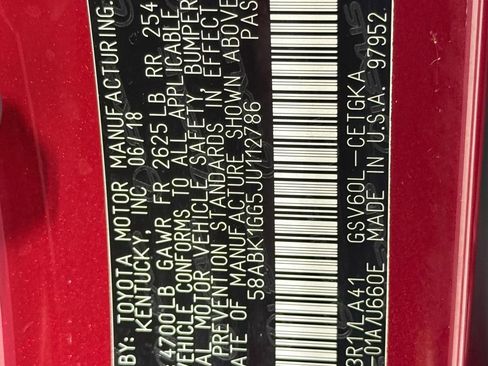 BY: TOYOTA MOTOR MANUFACTURING,
KENTUCKY, INC. 06/18
4700LB GAWR FR 2625 LB RR 254
VEHICLE CONFORMS TO ALL APPLICABLE
AL MOTOR VEHICLE SAFETY, BUMPER
PREVENTION STANDARDS IN EFFECT
ATE OF MANUFACTURE SHOWN ABOVE
58ABK1GG5JU112786 PAS
3R1/LA41 GSV60L-CETGKA
-01A/U660E MADE IN U.S.A. 97952